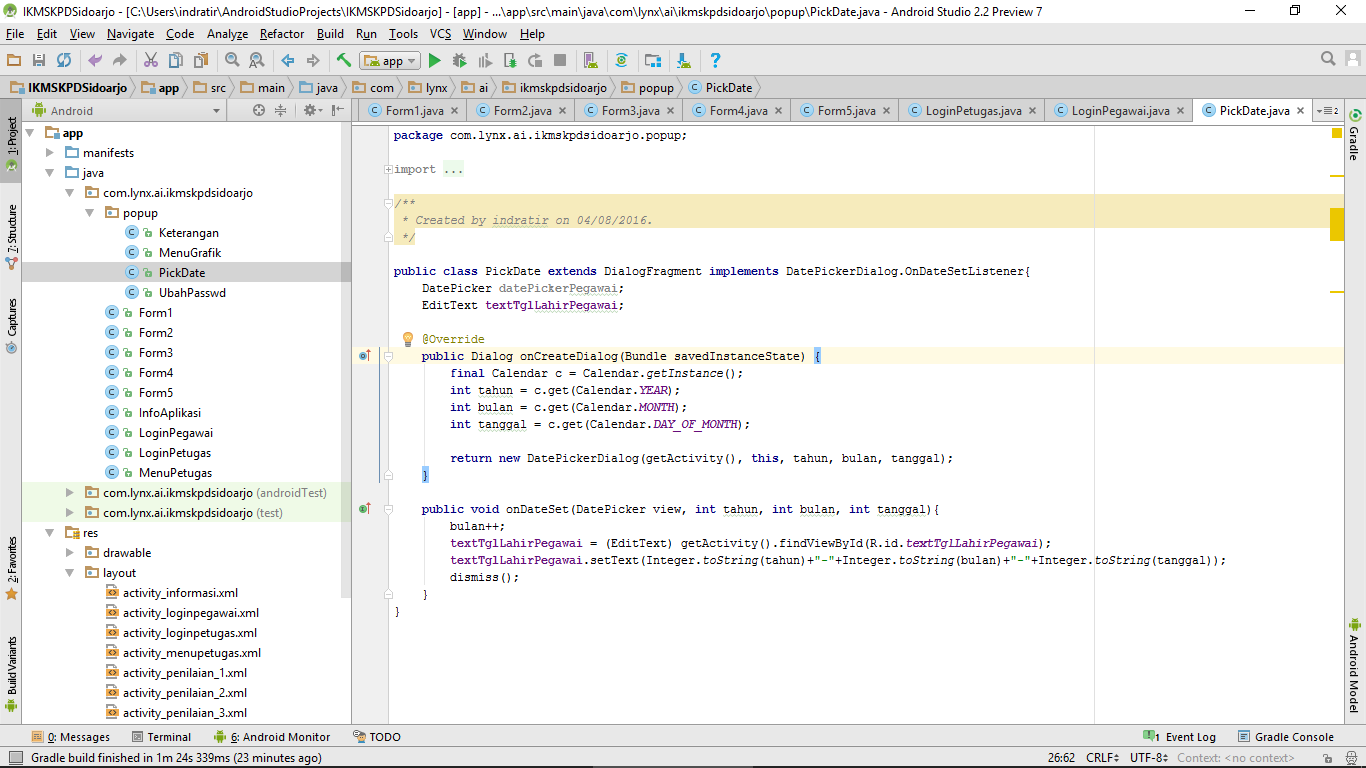 IKMSKPDSidoarjo - [C:\Users\indratir\AndroidStudioProjects\IKMSKPDSidoarjo] - [app] - ...\app\src\main\java\com\lynx\ai\ikmskpdsidoarjo\popup\PickDate.java - Android Studio 2.2 Preview 7
File Edit View Navigate Code Analyze Refactor Build Run Tools VCS Window Help
app
IKMSKPDSidoarjo app src main java com lynx ai ikmskpdsidoarjo popup PickDate
Android
Form1.java Form2.java Form3.java Form4.java Form5.java LoginPetugas.java LoginPegawai.java PickDate.java 2
1: Project
7: Structure
Captures
2: Favorites
Build Variants
app
manifests
java
com.lynx.ai.ikmskpdsidoarjo
popup
Keterangan
MenuGrafik
PickDate
UbahPasswd
Form1
Form2
Form3
Form4
Form5
InfoAplikasi
LoginPegawai
LoginPetugas
MenuPetugas
com.lynx.ai.ikmskpdsidoarjo (androidTest)
com.lynx.ai.ikmskpdsidoarjo (test)
res
drawable
layout
activity_informasi.xml
activity_loginpegawai.xml
activity_loginpetugas.xml
activity_menupetugas.xml
activity_penilaian_1.xml
activity_penilaian_2.xml
activity_penilaian_3.xml
package com.lynx.ai.ikmskpdsidoarjo.popup;
import ...
/**
* Created by indratir on 04/08/2016.
*/
public class PickDate extends DialogFragment implements DatePickerDialog.OnDateSetListener{
DatePicker datePickerPegawai;
EditText textTglLahirPegawai;
@Override
public Dialog onCreateDialog(Bundle savedInstanceState) {
final Calendar c = Calendar.getInstance();
int tahun = c.get(Calendar.YEAR);
int bulan = c.get(Calendar.MONTH);
int tanggal = c.get(Calendar.DAY_OF_MONTH);
return new DatePickerDialog(getActivity(), this, tahun, bulan, tanggal);
}
public void onDateSet(DatePicker view, int tahun, int bulan, int tanggal){
bulan++;
textTglLahirPegawai = (EditText) getActivity().findViewById(R.id.textTglLahirPegawai);
textTglLahirPegawai.setText(Integer.toString(tahun)+"-"+Integer.toString(bulan)+"-"+Integer.toString(tanggal));
dismiss();
}
}
Gradle
Android Model
0: Messages Terminal 6: Android Monitor TODO 1 Event Log Gradle Console
Gradle build finished in 1m 24s 339ms (23 minutes ago) 26:62 CRLF UTF-8 Context: <no context>